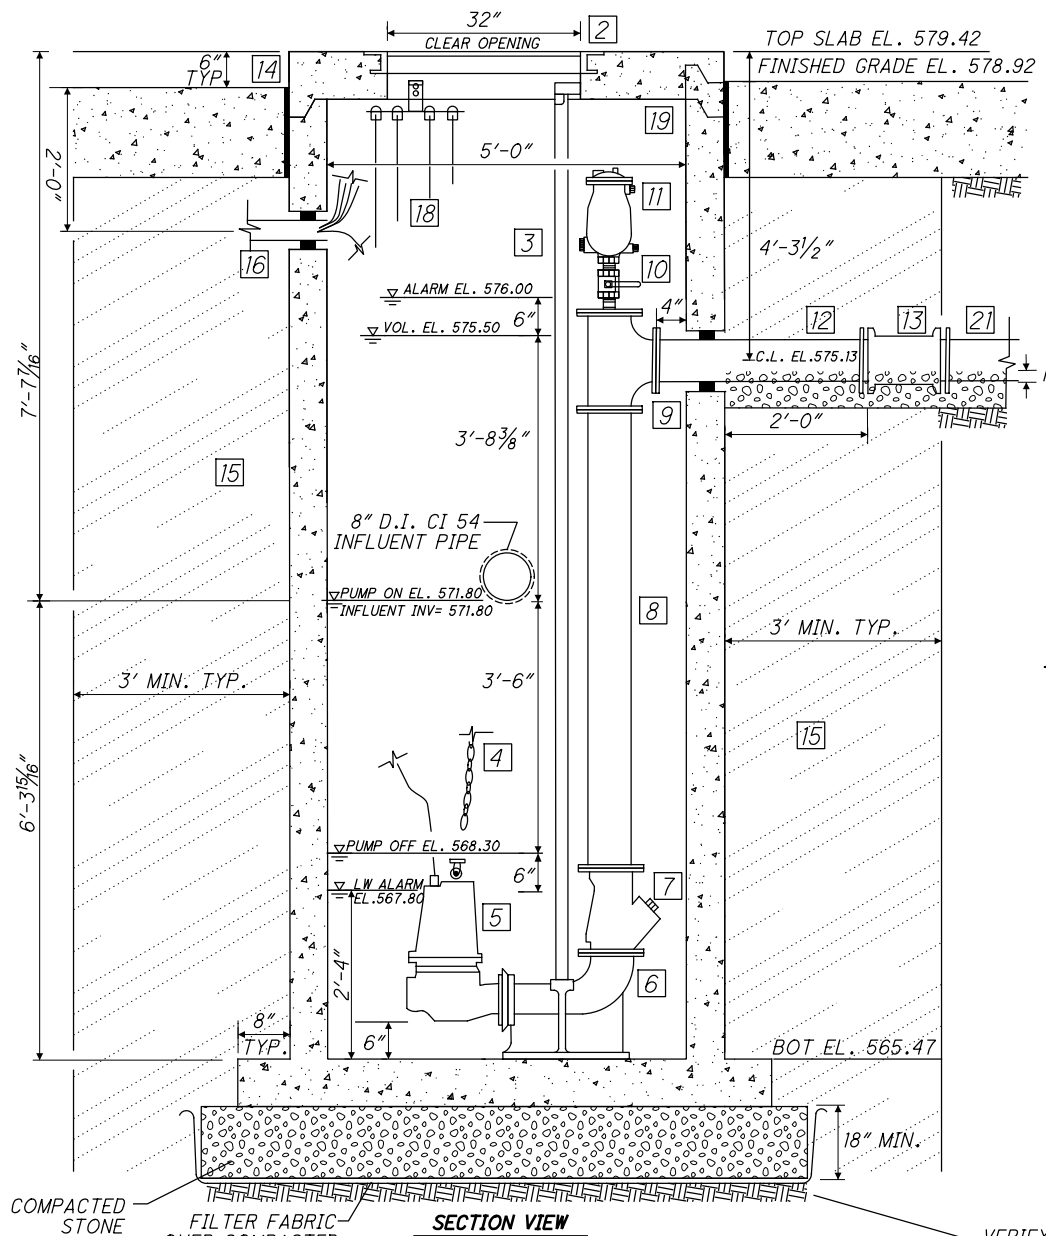 32"
CLEAR OPENING
2
TOP SLAB EL. 579.42
FINISHED GRADE EL. 578.92
6"
TYP.
14
19
5'-0"
2'-0"
11
18
3
4'-3 1/2"
16
10
ALARM EL. 576.00
6"
4"
VOL. EL. 575.50
12
13
21
C.L. EL.575.13
7'-7 7/16"
9
2'-0"
3'-8 3/8"
15
8" D.I. CI 54
INFLUENT PIPE
PUMP ON EL. 571.80
INFLUENT INV= 571.80
8
3' MIN. TYP.
3' MIN. TYP.
3'-6"
15
4
6'-3 15/16"
PUMP OFF EL. 568.30
6"
7
LW ALARM
EL.567.80
5
2'-4"
6
8"
TYP.
6"
BOT EL. 565.47
18" MIN.
COMPACTED
STONE
FILTER FABRIC
OVER COMPACTED
SECTION VIEW
VERIFY